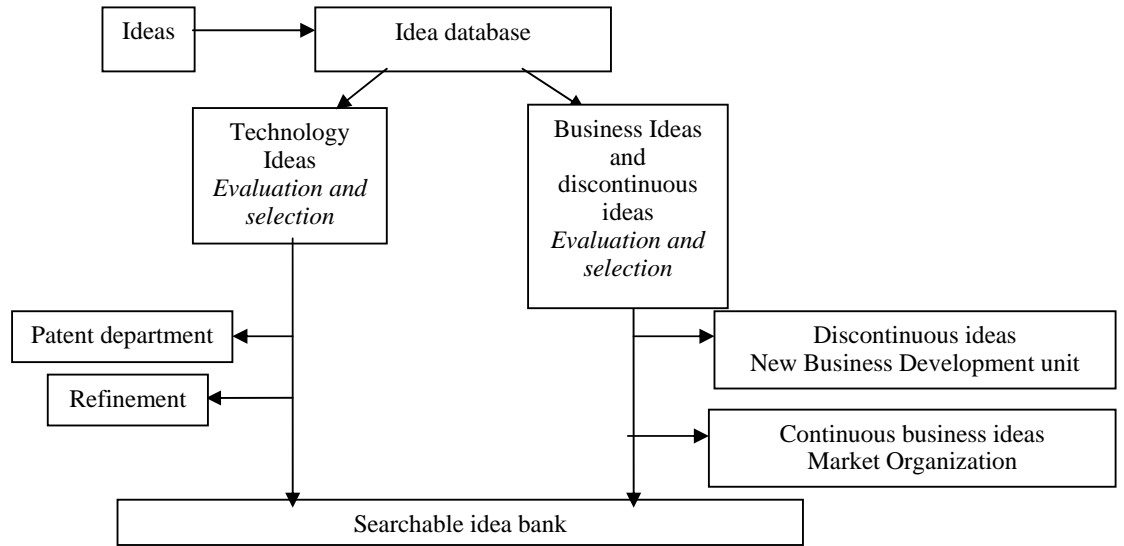 Ideas
Idea database
Technology
Ideas
Evaluation and
selection
Business Ideas
and
discontinuous
ideas
Evaluation and
selection
Patent department
Refinement
Discontinuous ideas
New Business Development unit
Continuous business ideas
Market Organization
Searchable idea bank